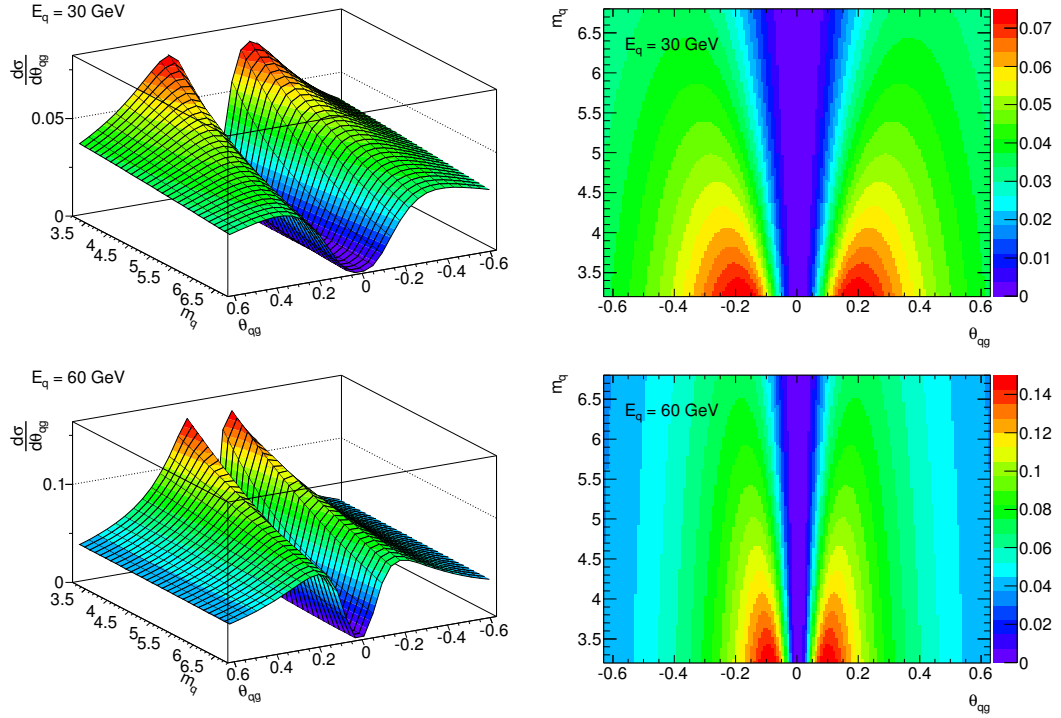 E_q = 30 GeV
dσ
dθ_qg
0.05
0
3.5 4 4.5 5 5.5 6 6.5
m_q
0.6 0.4 0.2 0 -0.2 -0.4 -0.6
θ_qg
m_q
E_q = 30 GeV
6.5
6
5.5
5
4.5
4
3.5
-0.6 -0.4 -0.2 0 0.2 0.4 0.6
θ_qg
0.07
0.06
0.05
0.04
0.03
0.02
0.01
0
E_q = 60 GeV
dσ
dθ_qg
0.1
0
3.5 4 4.5 5 5.5 6 6.5
m_q
0.6 0.4 0.2 0 -0.2 -0.4 -0.6
θ_qg
m_q
E_q = 60 GeV
6.5
6
5.5
5
4.5
4
3.5
-0.6 -0.4 -0.2 0 0.2 0.4 0.6
θ_qg
0.14
0.12
0.1
0.08
0.06
0.04
0.02
0